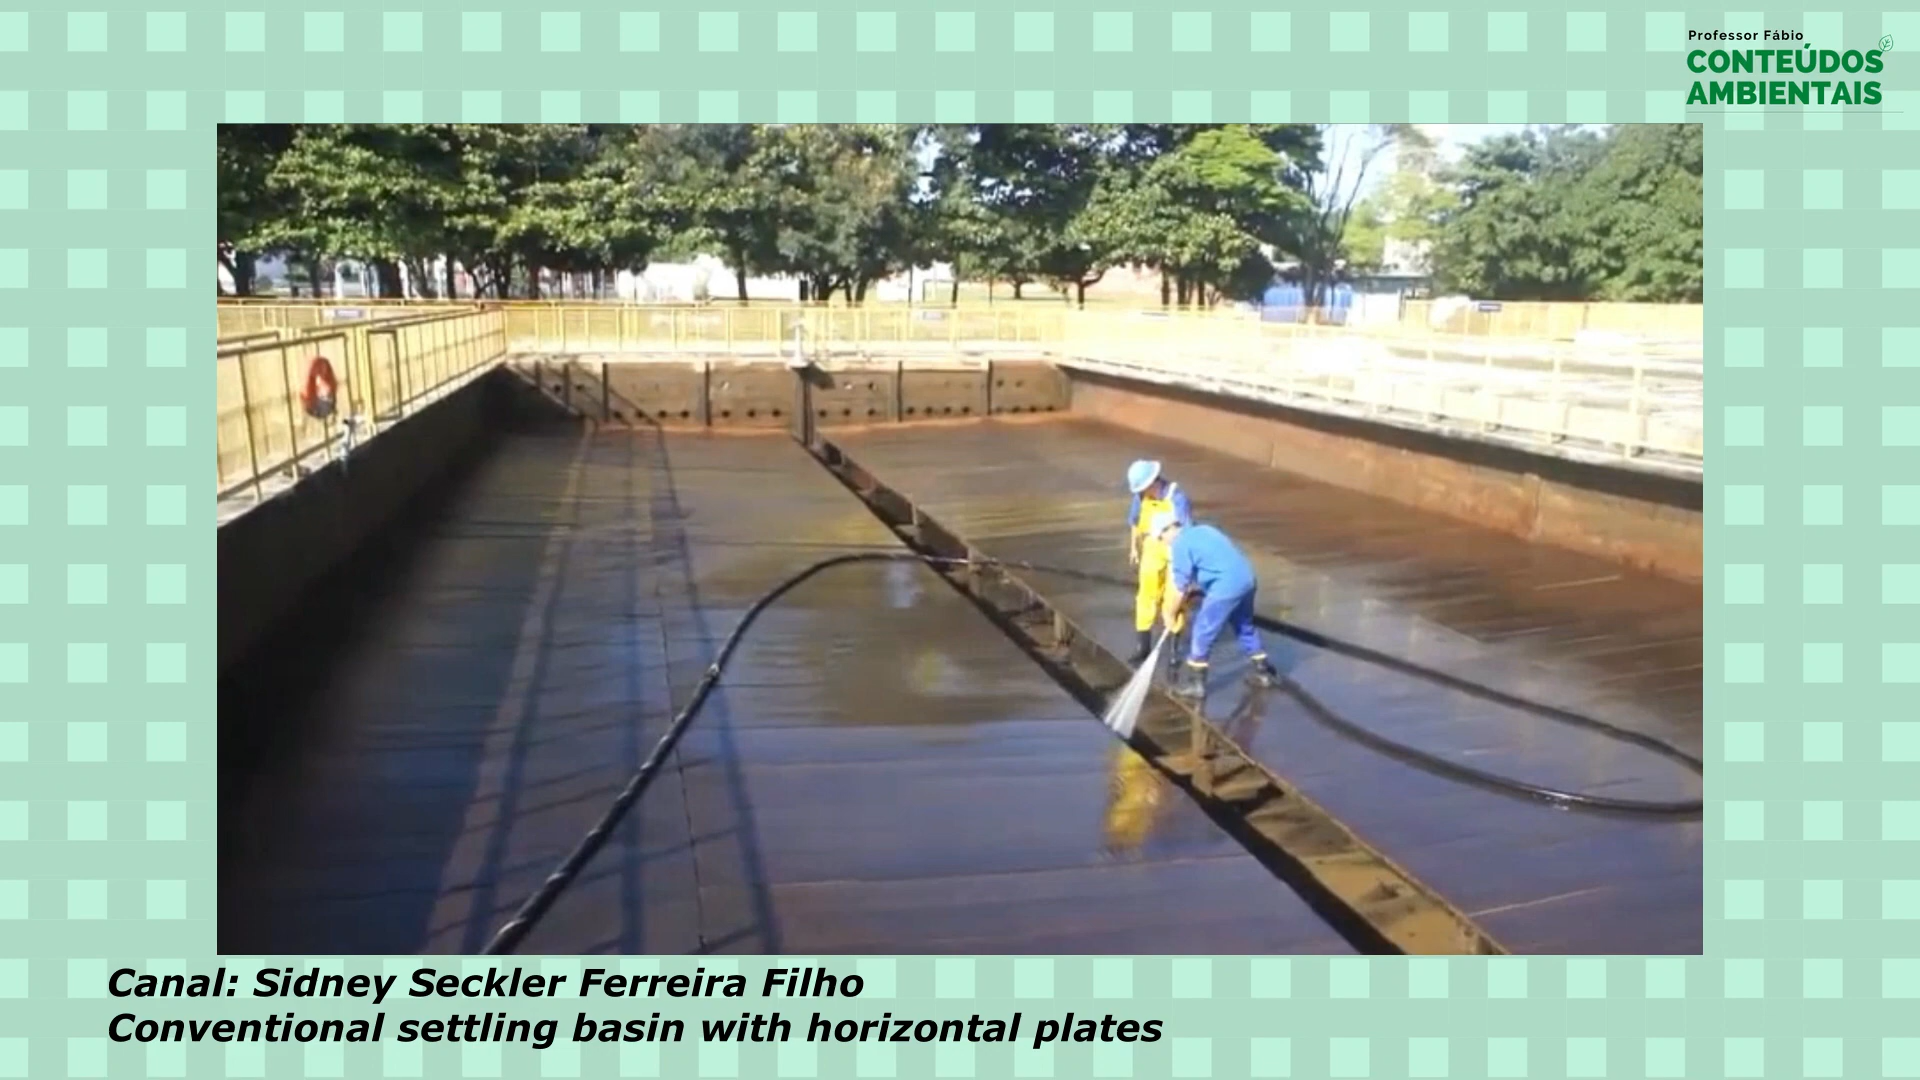 Professor Fábio
CONTEÚDOS
AMBIENTAIS
Canal: Sidney Seckler Ferreira Filho
Conventional settling basin with horizontal plates